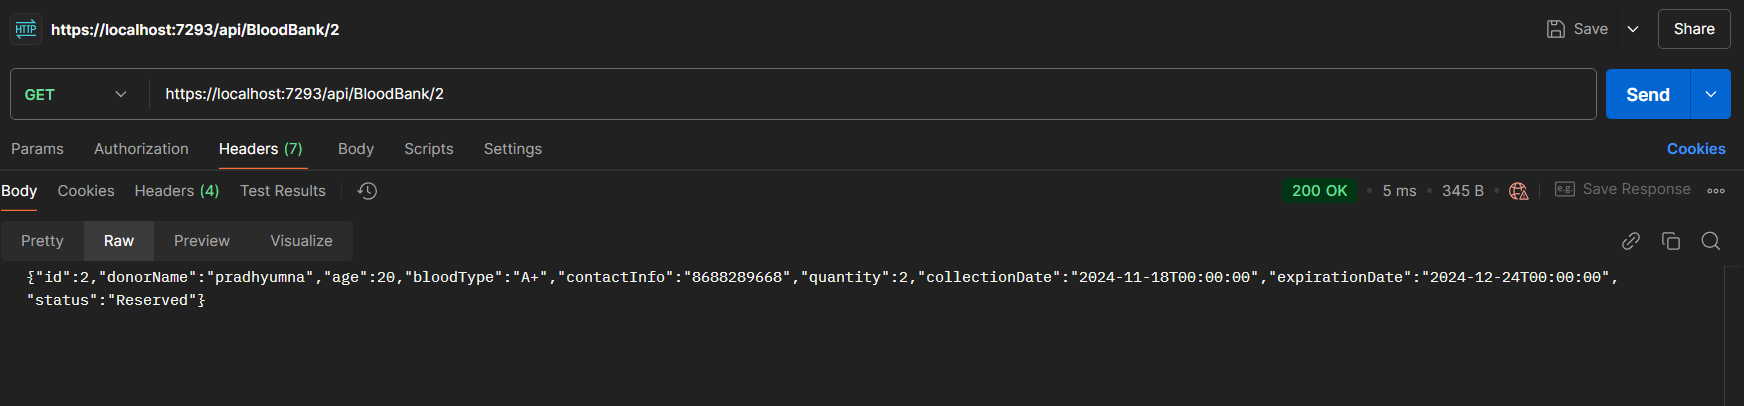 HTTP https://localhost:7293/api/BloodBank/2 Save Share
GET https://localhost:7293/api/BloodBank/2 Send
Params Authorization Headers (7) Body Scripts Settings Cookies
Body Cookies Headers (4) Test Results 200 OK • 5 ms • 345 B • e.g. Save Response
Pretty Raw Preview Visualize
{"id":2,"donorName":"pradhyumna","age":20,"bloodType":"A+","contactInfo":"8688289668","quantity":2,"collectionDate":"2024-11-18T00:00:00","expirationDate":"2024-12-24T00:00:00",
"status":"Reserved"}